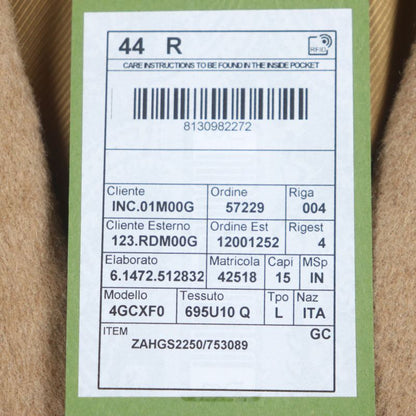 44 R
RFID
CARE INSTRUCTIONS TO BE FOUND IN THE INSIDE POCKET
8130982272
Cliente Ordine Riga
INC.01M00G 57229 004
Cliente Esterno Ordine Est Rigest
123.RDM00G 12001252 4
Elaborato Matricola Capi MSp
6.1472.512832 42518 15 IN
Modello Tessuto Tpo Naz
4GCXF0 695U10 Q L ITA
ITEM GC
ZAHGS2250/753089